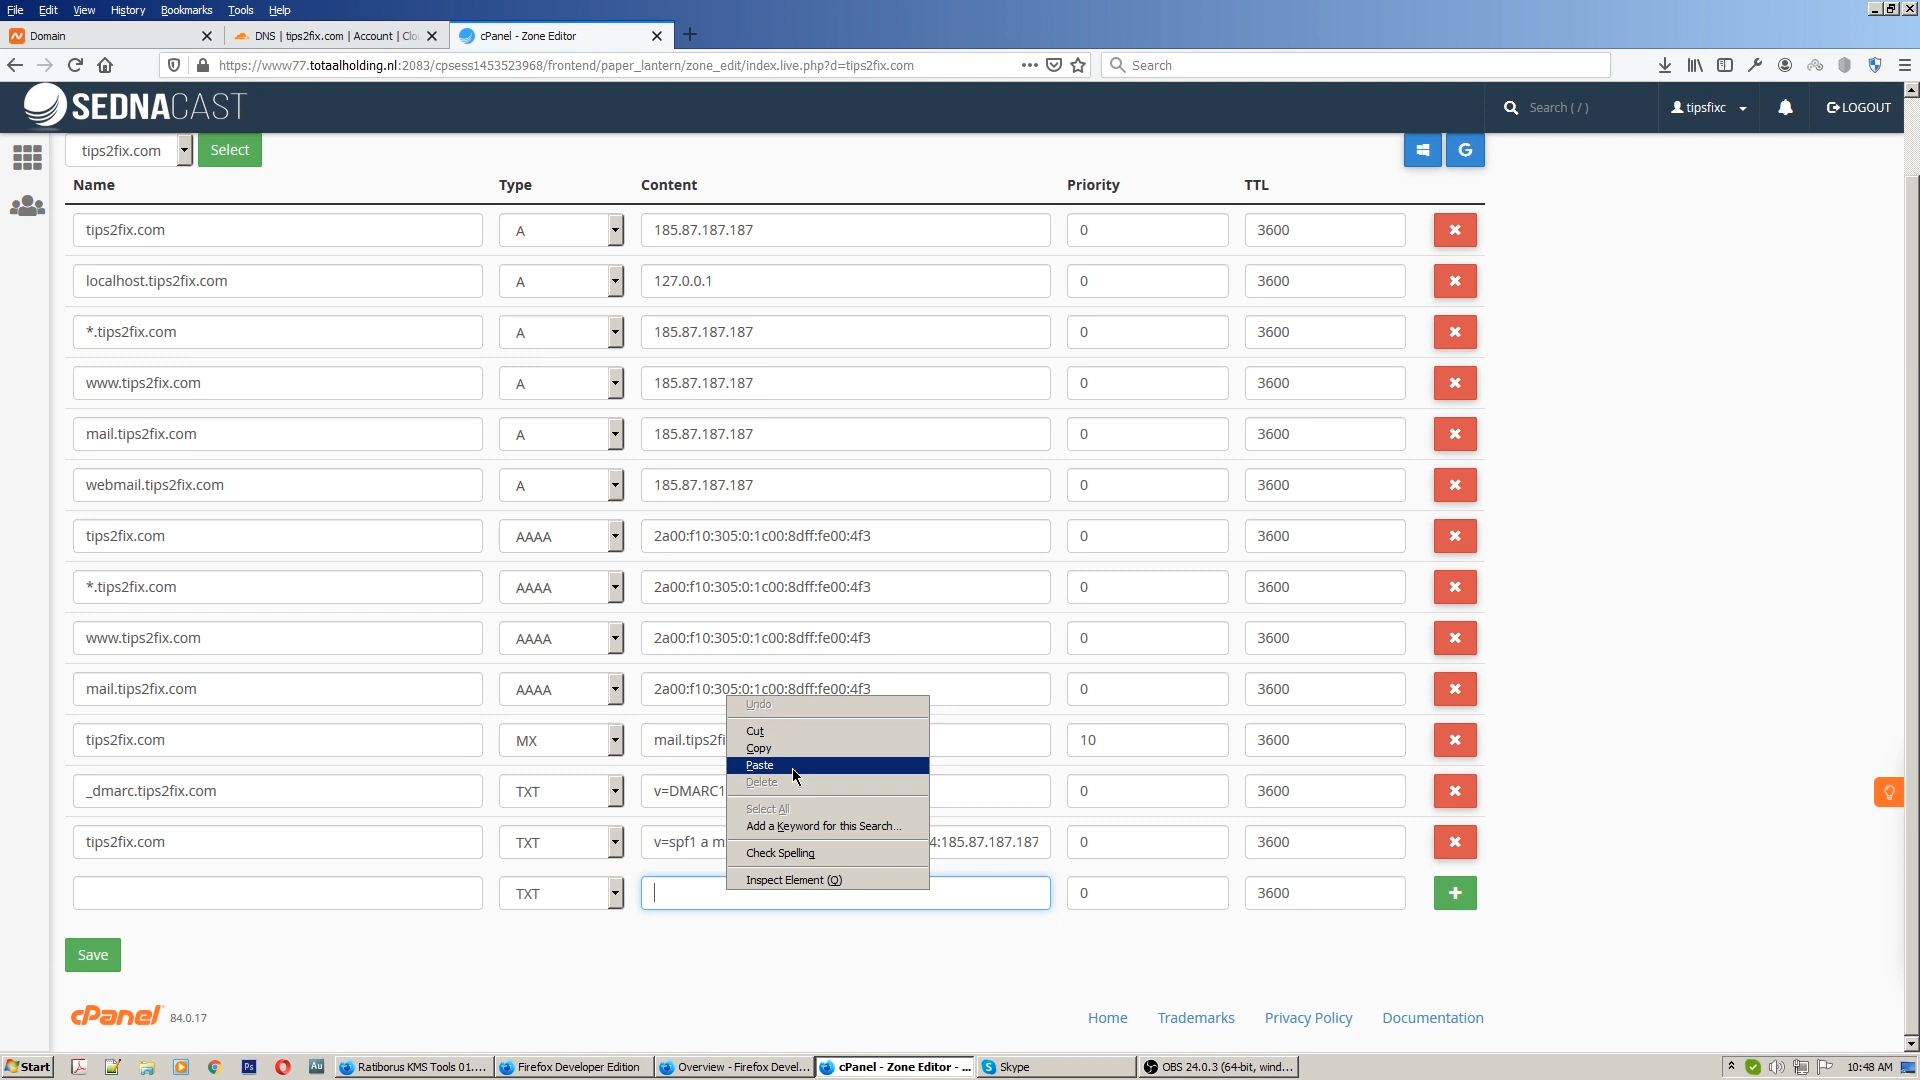 File Edit View History Bookmarks Tools Help
Domain
DNS | tips2fix.com | Account | Clou
cPanel - Zone Editor
https://www77.totaalholding.nl:2083/cpsess1453523968/frontend/paper_lantern/zone_edit/index.live.php?d=tips2fix.com
Search
SEDNACAST
Search ( / )
tipsfixc
LOGOUT
tips2fix.com
Select
G
Name Type Content Priority TTL
tips2fix.com A 185.87.187.187 0 3600
localhost.tips2fix.com A 127.0.0.1 0 3600
*.tips2fix.com A 185.87.187.187 0 3600
www.tips2fix.com A 185.87.187.187 0 3600
mail.tips2fix.com A 185.87.187.187 0 3600
webmail.tips2fix.com A 185.87.187.187 0 3600
tips2fix.com AAAA 2a00:f10:305:0:1c00:8dff:fe00:4f3 0 3600
*.tips2fix.com AAAA 2a00:f10:305:0:1c00:8dff:fe00:4f3 0 3600
www.tips2fix.com AAAA 2a00:f10:305:0:1c00:8dff:fe00:4f3 0 3600
mail.tips2fix.com AAAA 2a00:f10:305:0:1c00:8dff:fe00:4f3 0 3600
tips2fix.com MX mail.tips2fi 10 3600
_dmarc.tips2fix.com TXT v=DMARC1 0 3600
tips2fix.com TXT v=spf1 a m 4:185.87.187.187 0 3600
TXT 0 3600
Undo
Cut
Copy
Paste
Delete
Select All
Add a Keyword for this Search...
Check Spelling
Inspect Element (Q)
Save
cPanel 84.0.17
Home Trademarks Privacy Policy Documentation
Start
Ps
Au
Ratiborus KMS Tools 01....
Firefox Developer Edition
Overview - Firefox Devel...
cPanel - Zone Editor - ...
Skype
OBS 24.0.3 (64-bit, wind...
10:48 AM